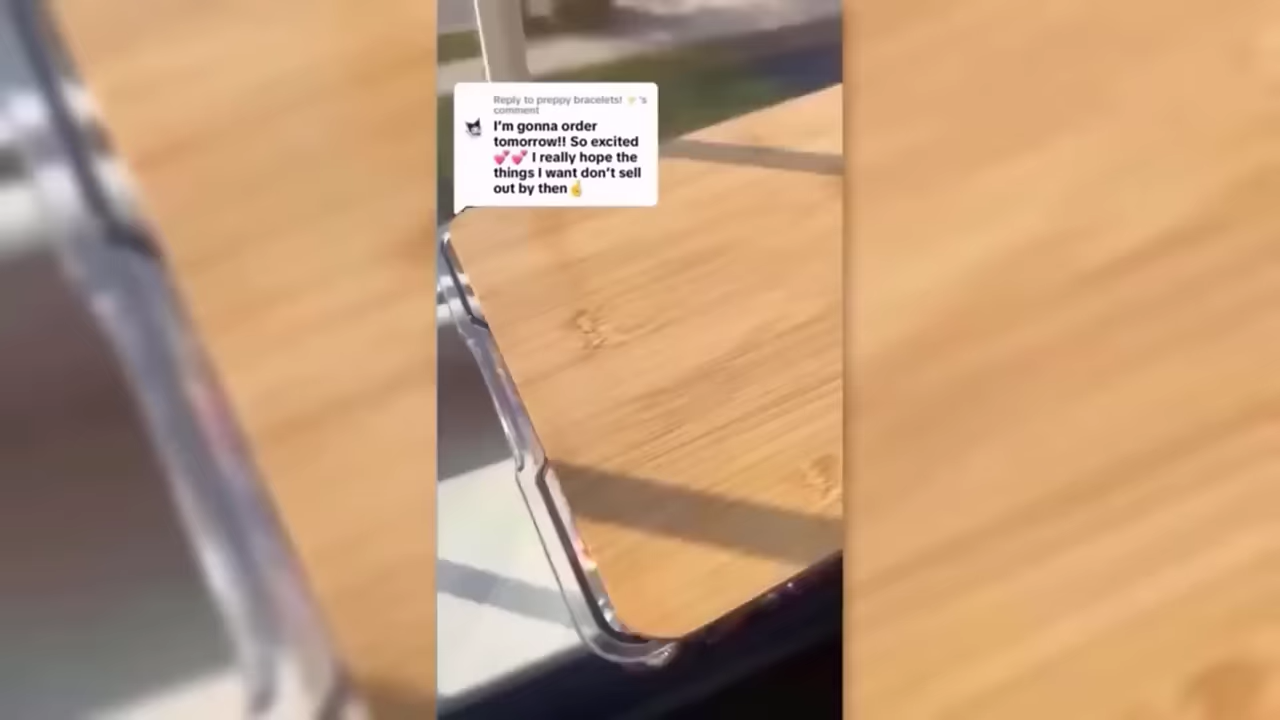 Reply to preppy bracelets! ⭐'s
comment
I'm gonna order
tomorrow!! So excited
💕💕 I really hope the
things I want don't sell
out by then🤞